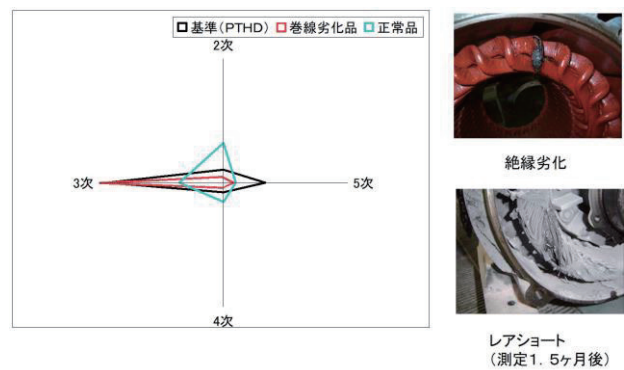 基準(PTHD) 巻線劣化品 正常品
2次
3次
5次
4次
絶縁劣化
レアショート
(測定1.5ヶ月後)